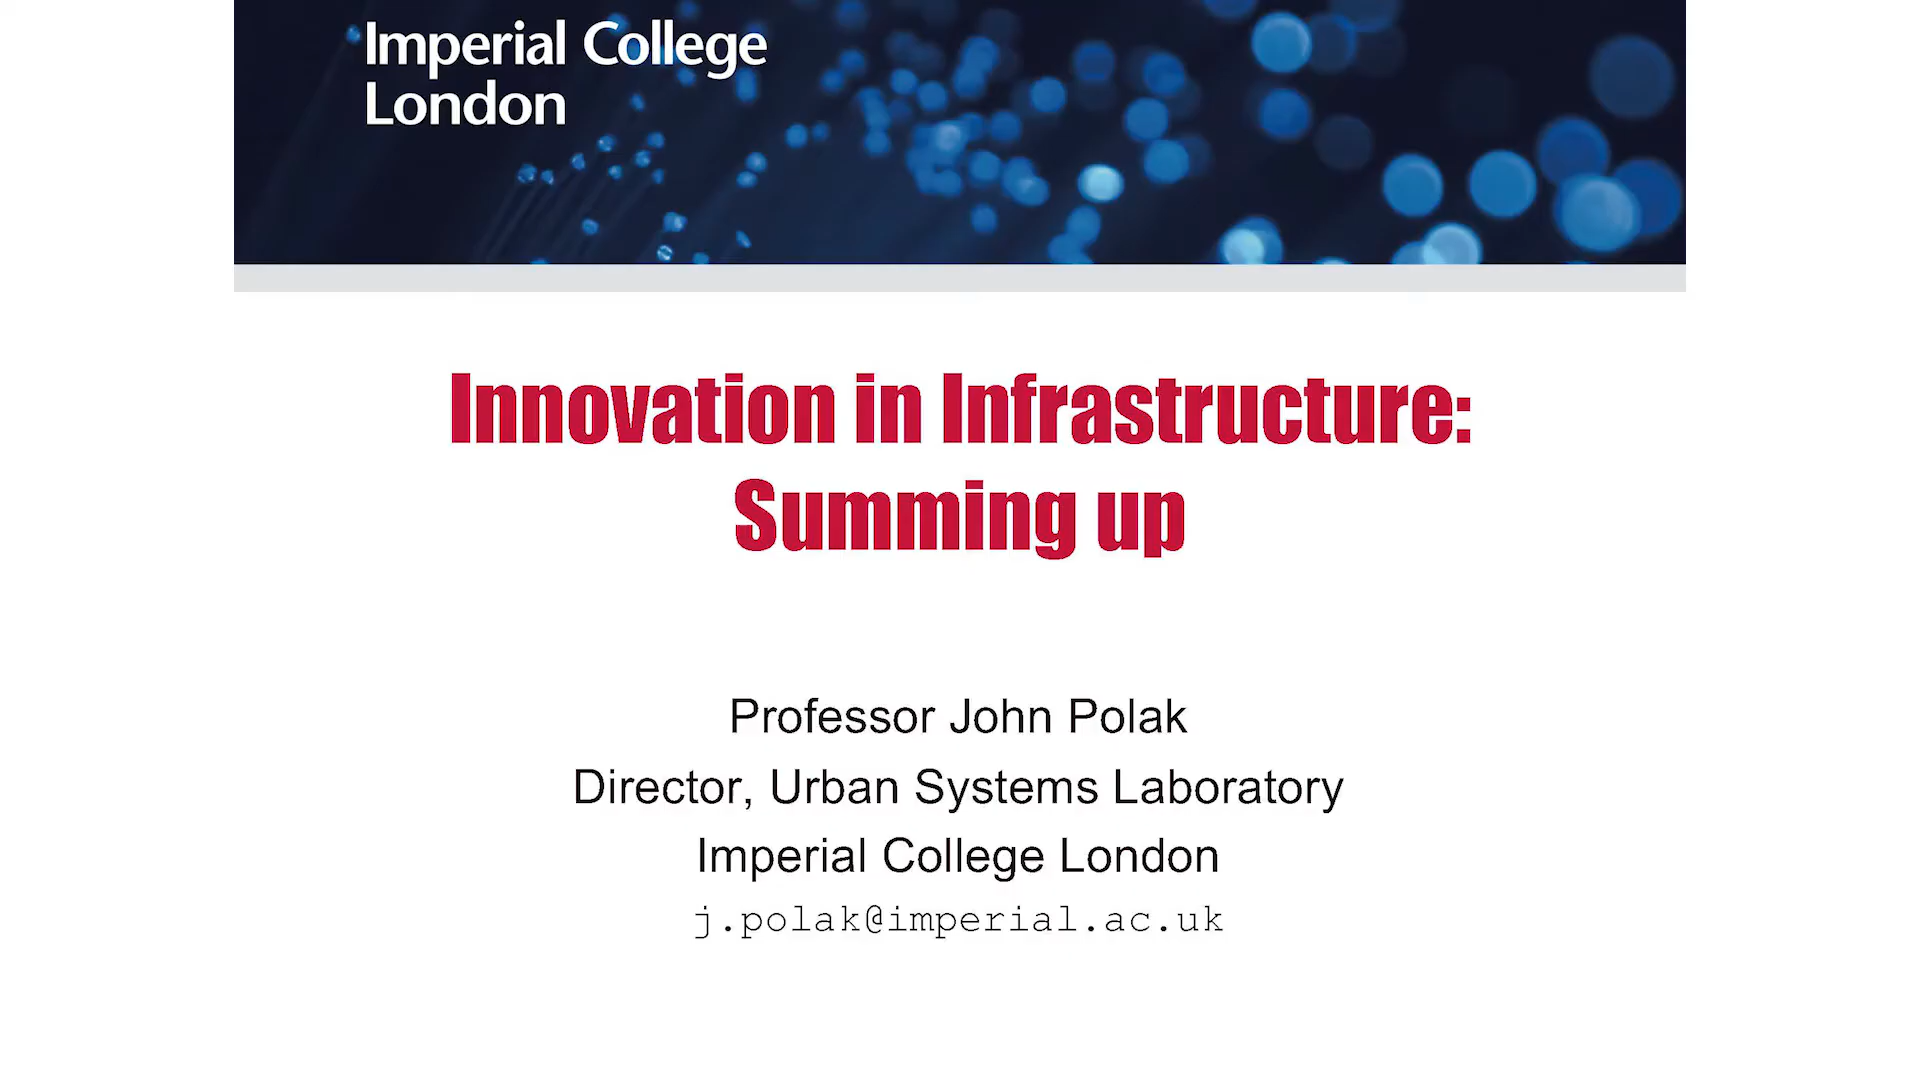 Imperial College
London
Innovation in Infrastructure:
Summing up
Professor John Polak
Director, Urban Systems Laboratory
Imperial College London
j.polak@imperial.ac.uk